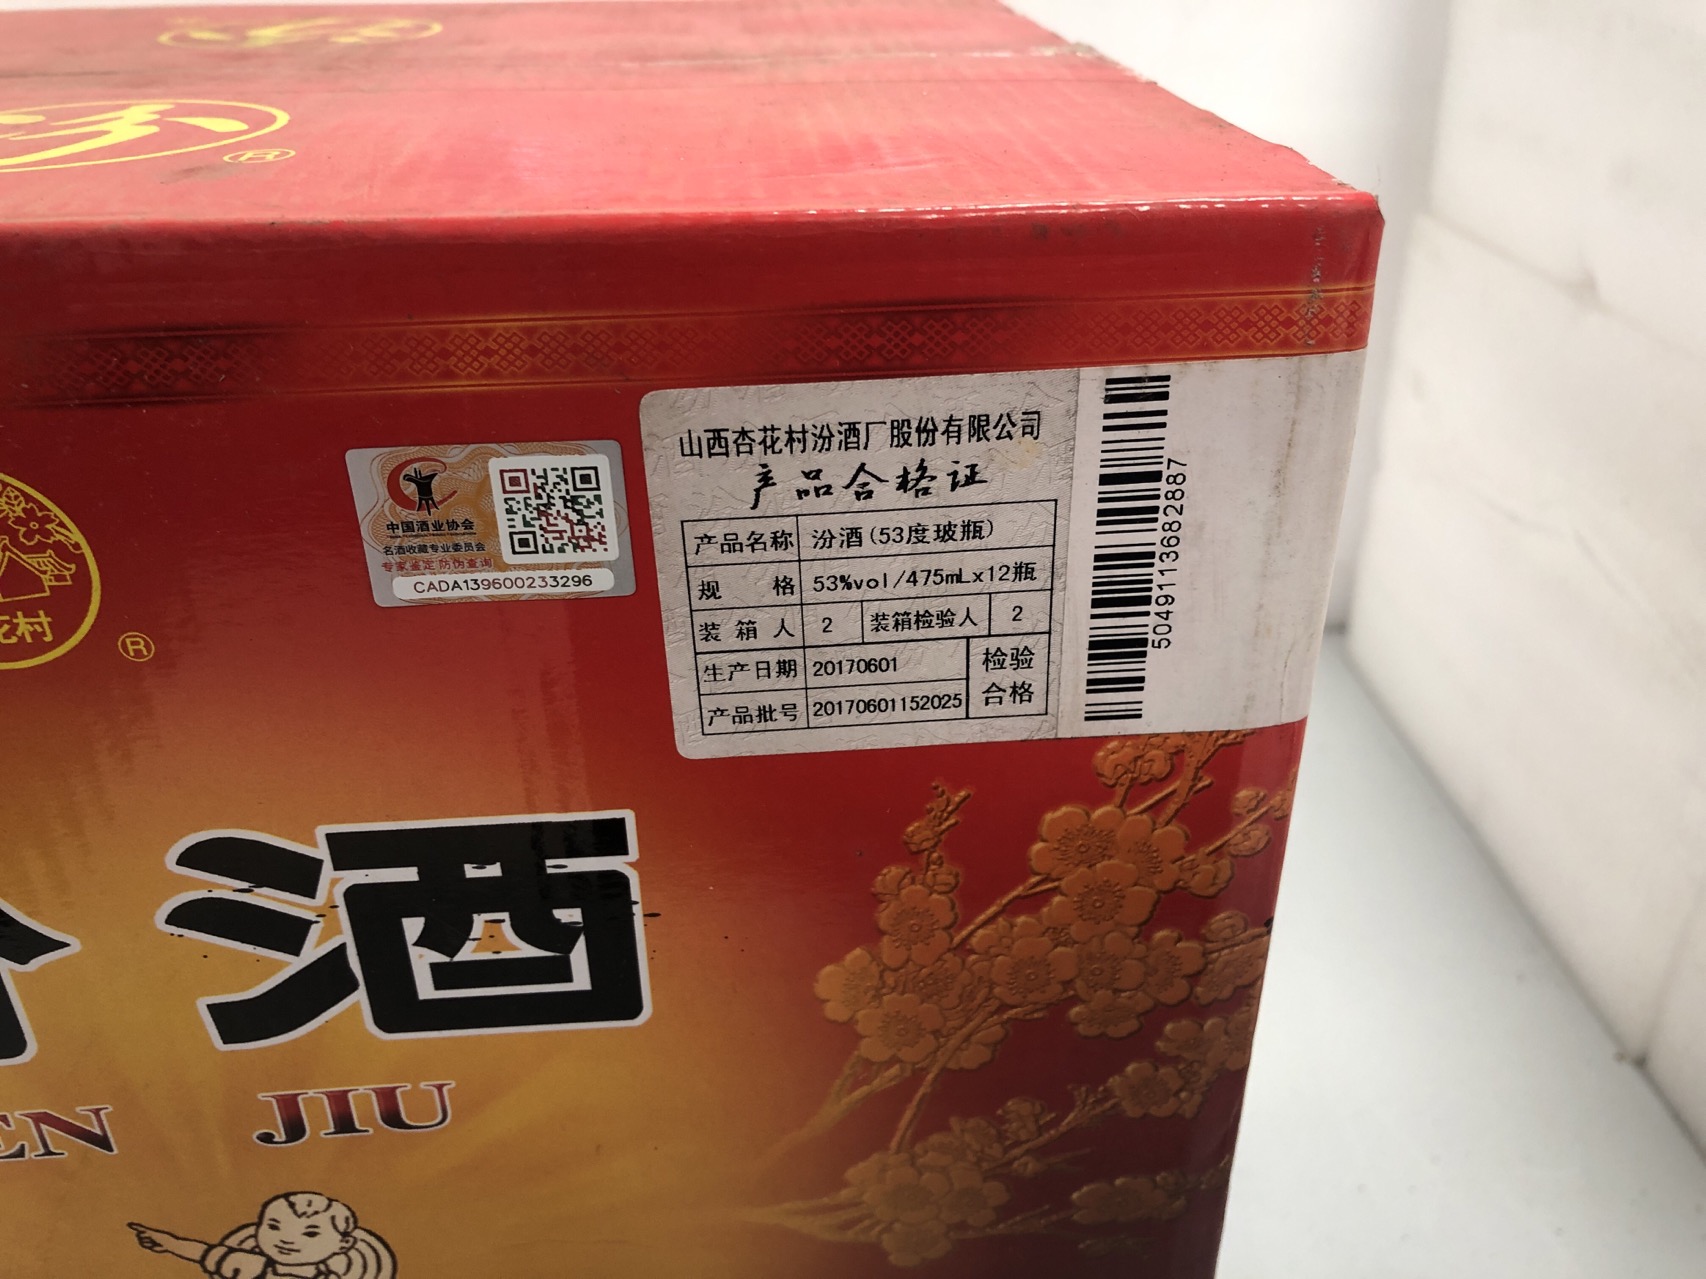 汾
®
花村
®
中国酒业协会
名酒收藏专业委员会
专家鉴定 防伪查询
CADA139600233296
山西杏花村汾酒厂股份有限公司
产品合格证
产品名称 汾酒(53度玻瓶)
规 格 53%vol/475mLx12瓶
装 箱 人 2 装箱检验人 2
生产日期 20170601 检验
产品批号 20170601152025 合格
5049113682887
酒
EN JIU